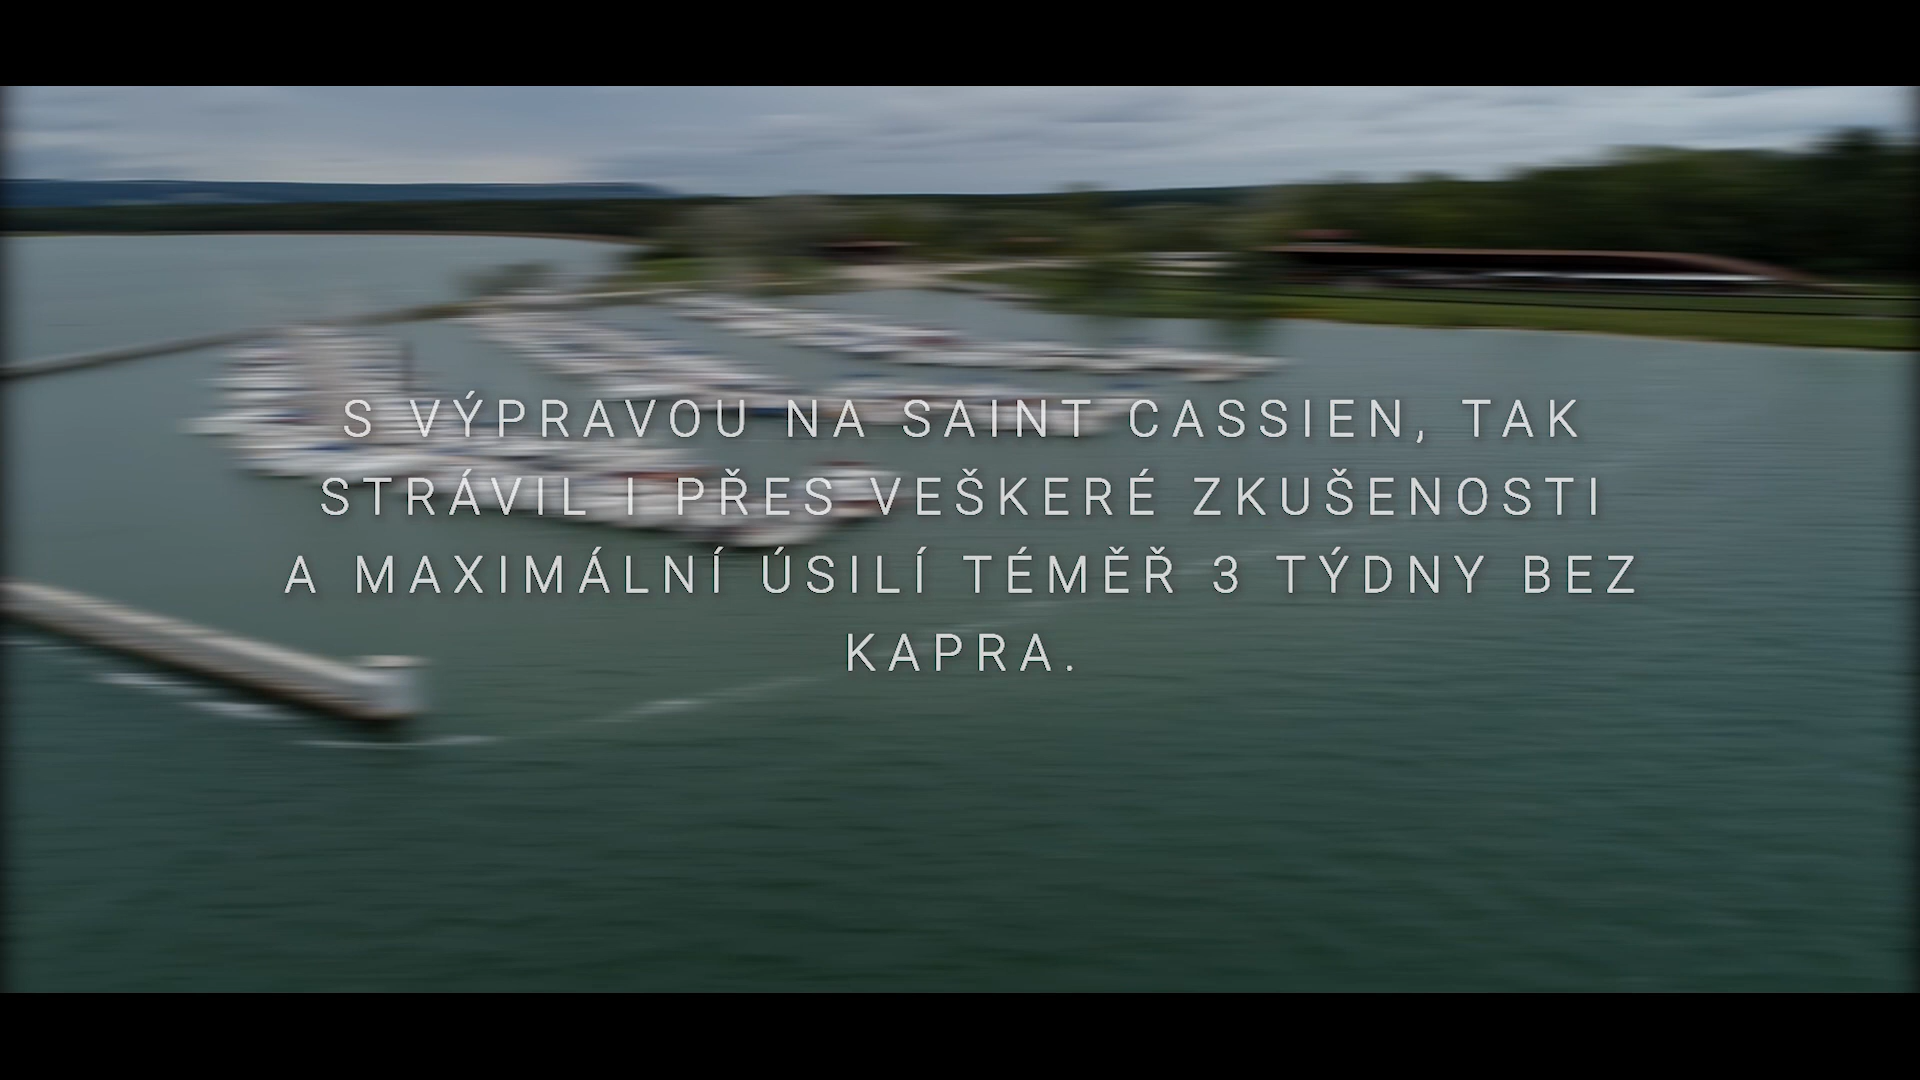 S VÝPRAVOU NA SAINT CASSIEN, TAK
STRÁVIL I PŘES VEŠKERÉ ZKUŠENOSTI
A MAXIMÁLNÍ ÚSILÍ TÉMĚŘ 3 TÝDNY BEZ
KAPRA.